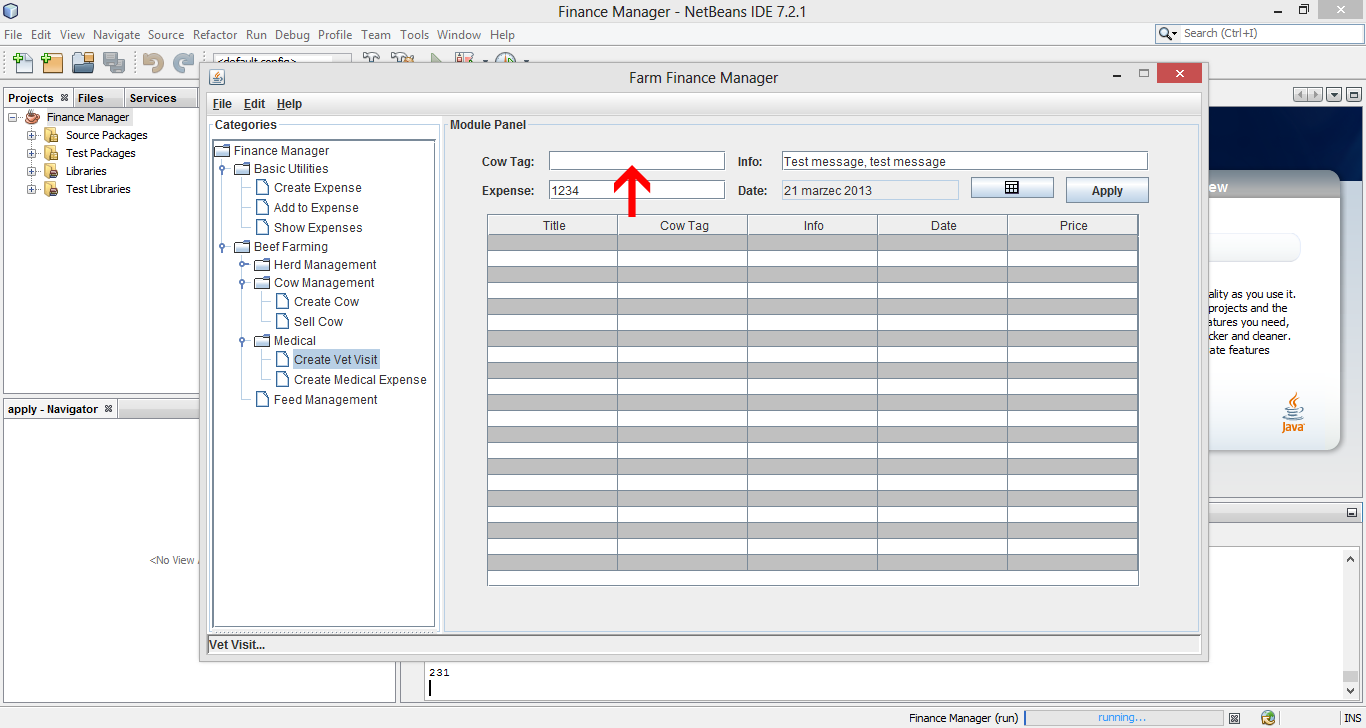 Finance Manager - NetBeans IDE 7.2.1
File Edit View Navigate Source Refactor Run Debug Profile Team Tools Window Help
Search (Ctrl+I)
<default config>
Farm Finance Manager
Projects Files Services
Finance Manager
Source Packages
Test Packages
Libraries
Test Libraries
apply - Navigator
<No View
File Edit Help
Categories
Finance Manager
Basic Utilities
Create Expense
Add to Expense
Show Expenses
Beef Farming
Herd Management
Cow Management
Create Cow
Sell Cow
Medical
Create Vet Visit
Create Medical Expense
Feed Management
Module Panel
Cow Tag: Info: Test message, test message
Expense: 1234 Date: 21 marzec 2013 Apply
Title Cow Tag Info Date Price
Vet Visit...
ew
ality as you use it.
projects and the
atures you need,
cker and cleaner.
ate features
Java
231
Finance Manager (run) running... INS